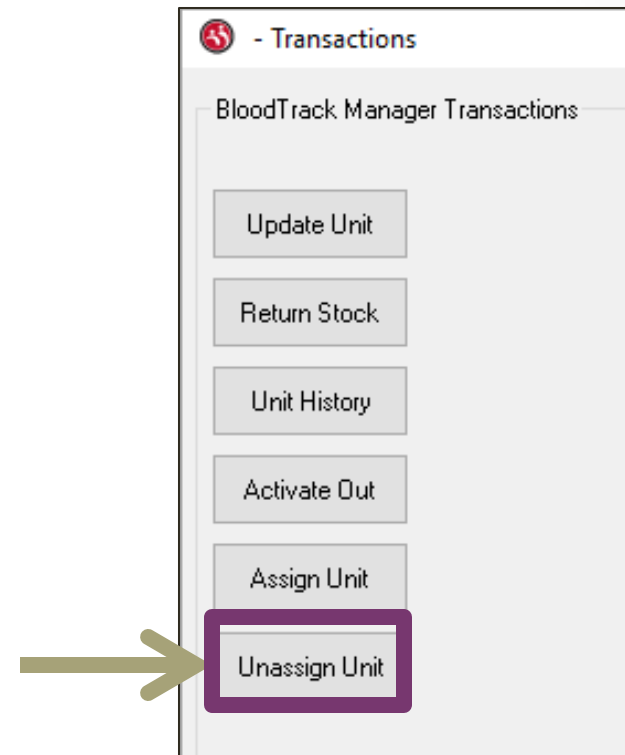 - Transactions
BloodTrack Manager Transactions
Update Unit
Return Stock
Unit History
Activate Out
Assign Unit
Unassign Unit